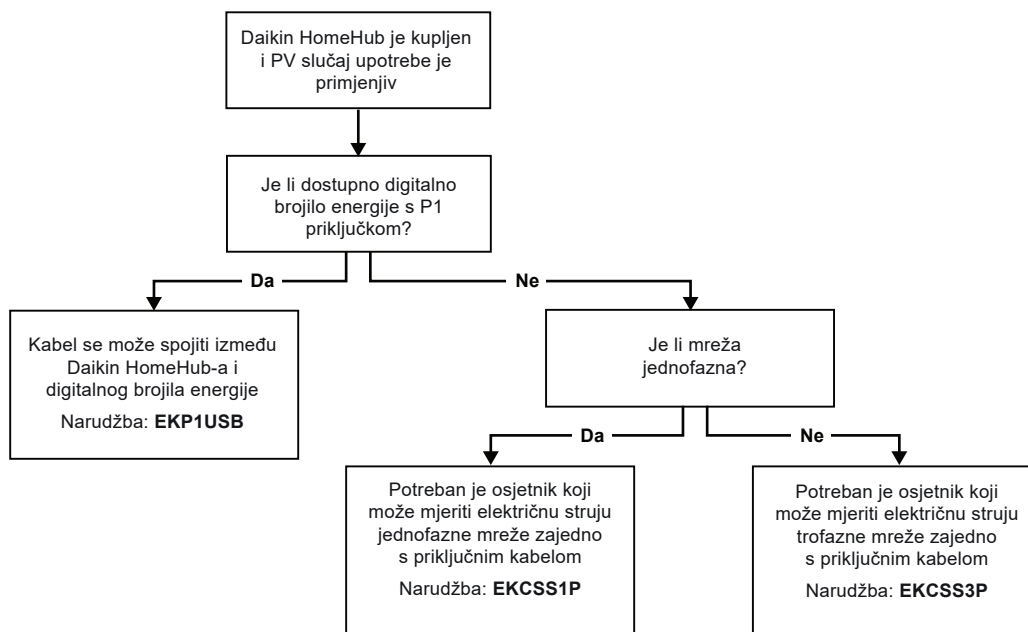 Daikin HomeHub je kupljen
i PV slučaj upotrebe je
primjenjiv
Je li dostupno digitalno
brojilo energije s P1
priključkom?
Da
Ne
Kabel se može spojiti između
Daikin HomeHub-a i
digitalnog brojila energije
Narudžba: EKP1USB
Je li mreža
jednofazna?
Da
Ne
Potreban je osjetnik koji
može mjeriti električnu struju
jednofazne mreže zajedno
s priključnim kabelom
Narudžba: EKCSS1P
Potreban je osjetnik koji
može mjeriti električnu struju
trofazne mreže zajedno
s priključnim kabelom
Narudžba: EKCSS3P